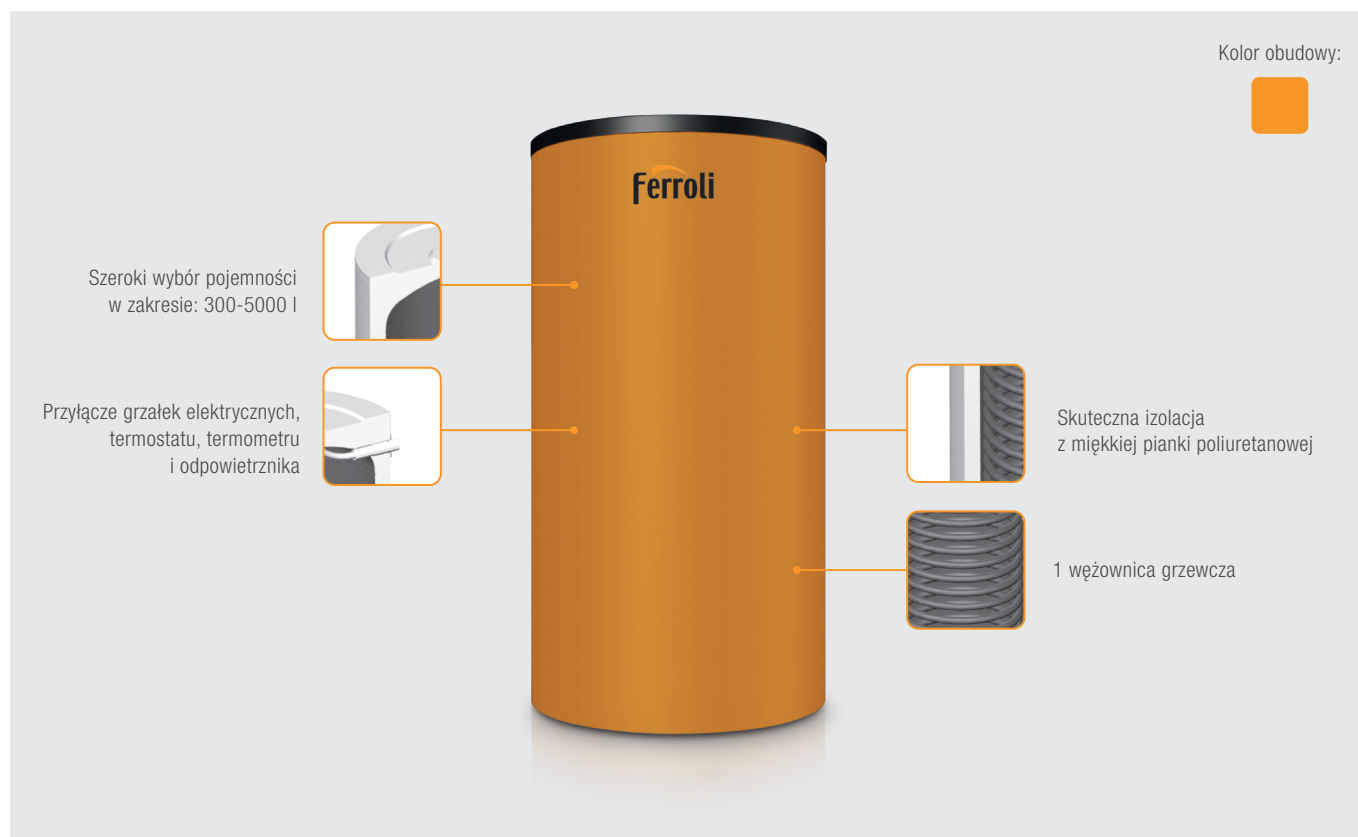 Kolor obudowy:
Ferroli
Szeroki wybór pojemności
w zakresie: 300-5000 l
Przyłącze grzałek elektrycznych,
termostatu, termometru
i odpowietrznika
Skuteczna izolacja
z miękkiej pianki poliuretanowej
1 wężownica grzewcza